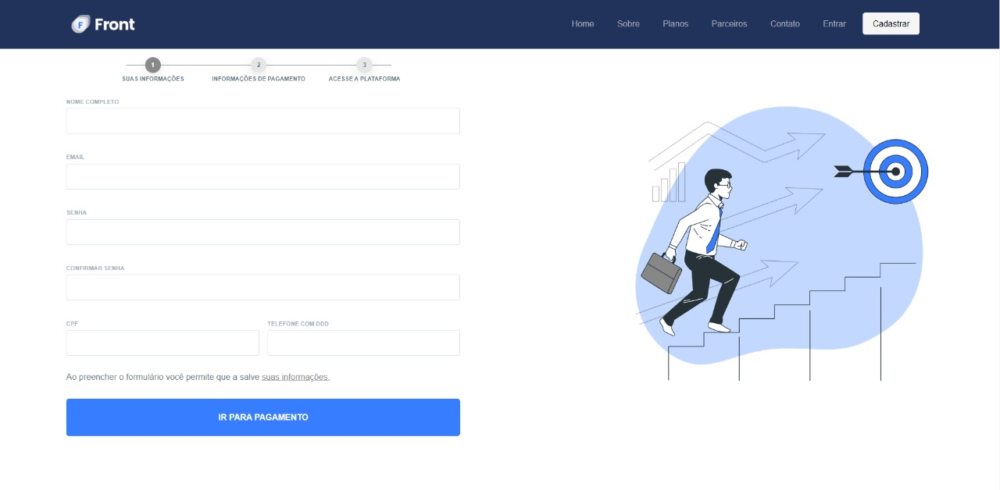 F Front
Home Sobre Planos Parceiros Contato Entrar Cadastrar
1 2 3
SUAS INFORMAÇÕES INFORMAÇÕES DE PAGAMENTO ACESSE A PLATAFORMA
NOME COMPLETO
EMAIL
SENHA
CONFIRMAR SENHA
CPF TELEFONE COM DDD
Ao preencher o formulário você permite que a salve suas informações.
IR PARA PAGAMENTO